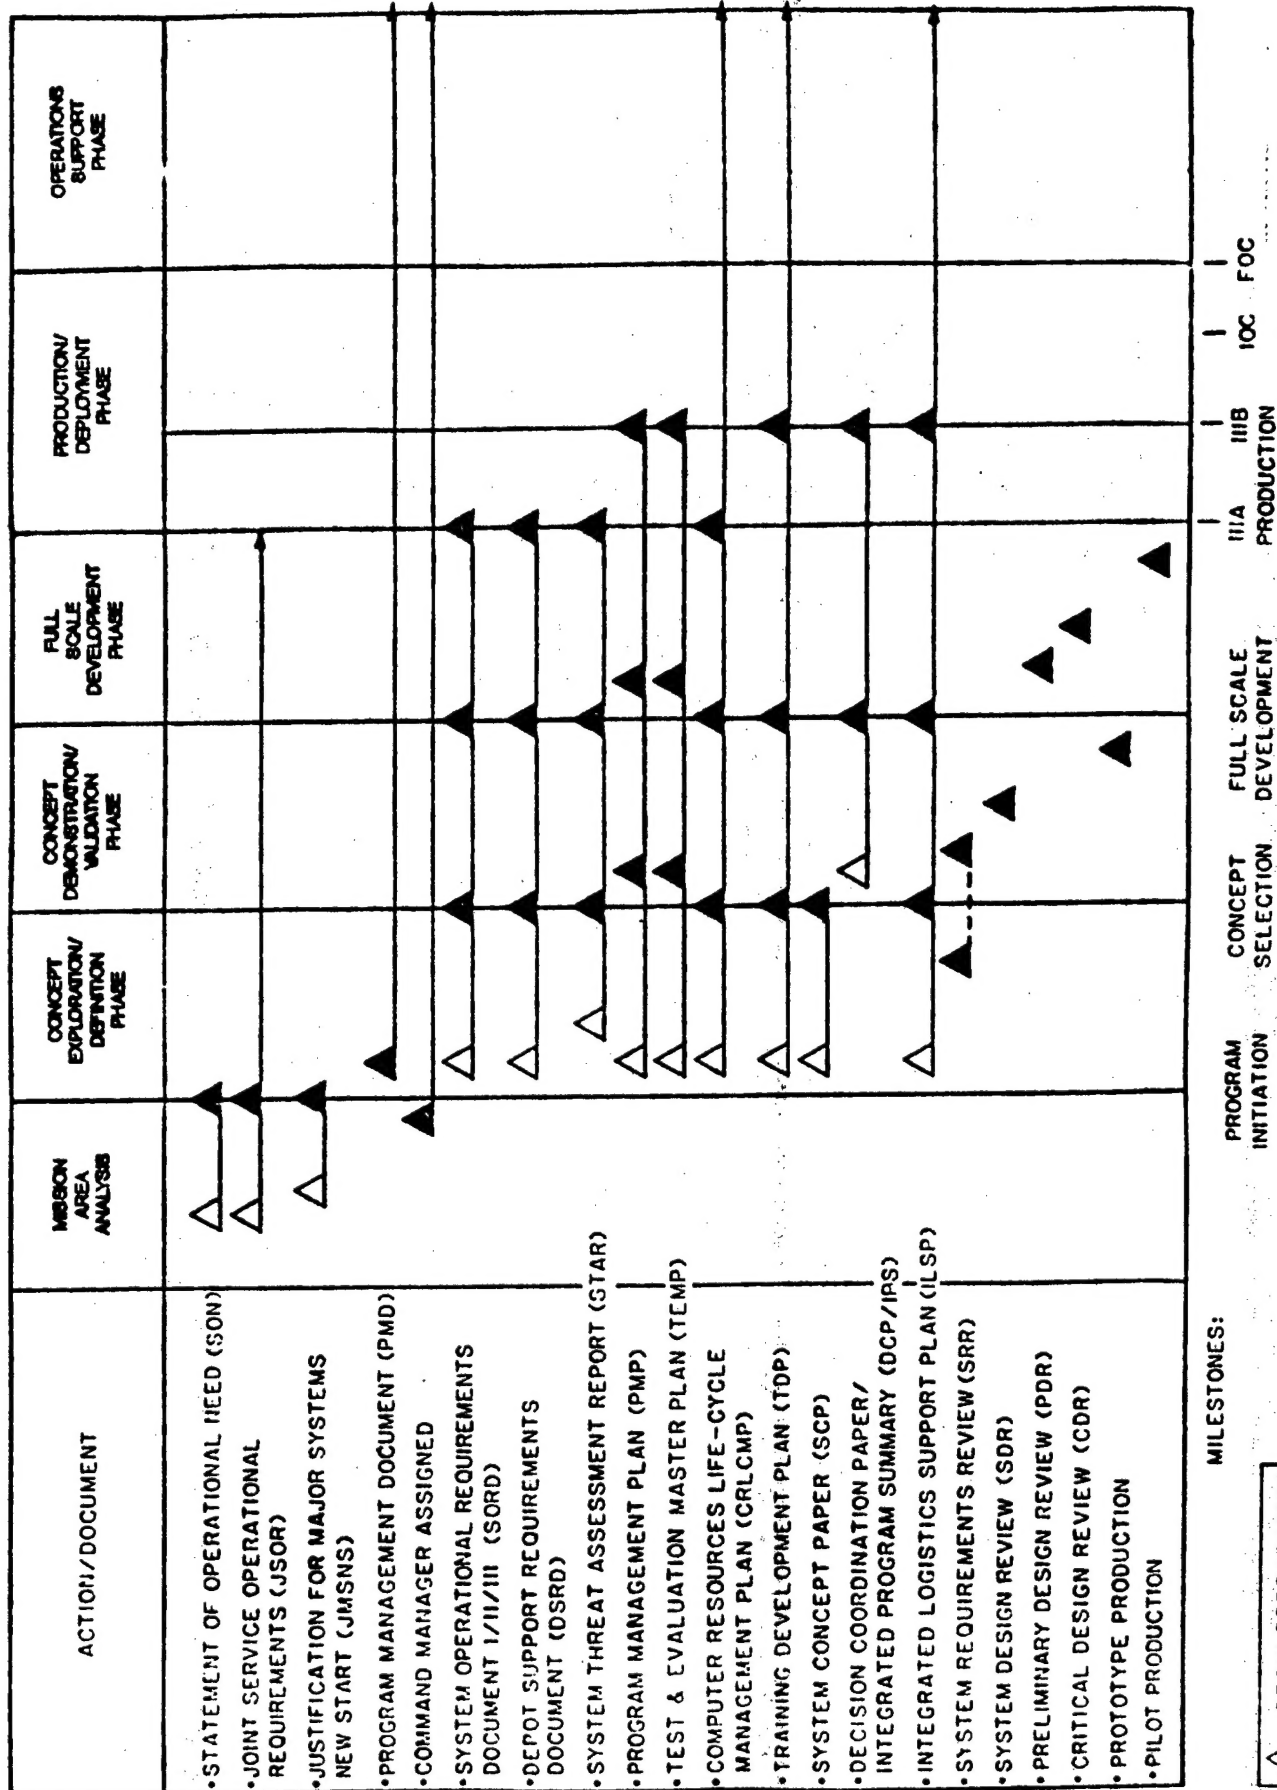 ACTION/DOCUMENT
MISSION
AREA
ANALYSIS
CONCEPT
EXPLORATION/
DEFINITION
PHASE
CONCEPT
DEMONSTRATION/
VALIDATION
PHASE
FULL
SCALE
DEVELOPMENT
PHASE
PRODUCTION/
DEPLOYMENT
PHASE
OPERATIONS
SUPPORT
PHASE
•STATEMENT OF OPERATIONAL NEED (SON)
•JOINT SERVICE OPERATIONAL
REQUIREMENTS (JSOR)
•JUSTIFICATION FOR MAJOR SYSTEMS
NEW START (JMSNS)
•PROGRAM MANAGEMENT DOCUMENT (PMD)
•COMMAND MANAGER ASSIGNED
•SYSTEM OPERATIONAL REQUIREMENTS
DOCUMENT I/II/III (SORD)
•DEPOT SUPPORT REQUIREMENTS
DOCUMENT (DSRD)
•SYSTEM THREAT ASSESSMENT REPORT (STAR)
•PROGRAM MANAGEMENT PLAN (PMP)
•TEST & EVALUATION MASTER PLAN (TEMP)
•COMPUTER RESOURCES LIFE-CYCLE
MANAGEMENT PLAN (CRLCMP)
•TRAINING DEVELOPMENT PLAN (TDP)
•SYSTEM CONCEPT PAPER (SCP)
•DECISION COORDINATION PAPER/
INTEGRATED PROGRAM SUMMARY (DCP/IPS)
•INTEGRATED LOGISTICS SUPPORT PLAN (ILSP)
•SYSTEM REQUIREMENTS REVIEW (SRR)
•SYSTEM DESIGN REVIEW (SDR)
•PRELIMINARY DESIGN REVIEW (PDR)
•CRITICAL DESIGN REVIEW (CDR)
•PROTOTYPE PRODUCTION
•PILOT PRODUCTION
MILESTONES:
PROGRAM
INITIATION
CONCEPT
SELECTION
FULL SCALE
DEVELOPMENT
IIIA IIIB
PRODUCTION
IOC FOC